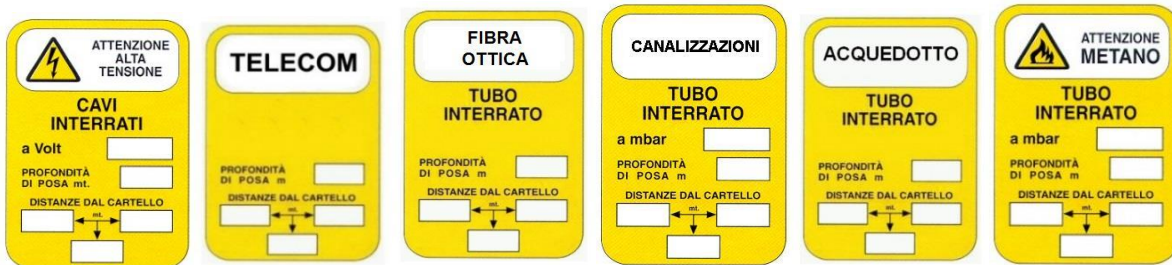 ATTENZIONE
ALTA
TENSIONE
CAVI
INTERRATI
a Volt
PROFONDITÀ
DI POSA mt.
DISTANZE DAL CARTELLO
mt.
TELECOM
PROFONDITÀ
DI POSA m
DISTANZE DAL CARTELLO
mt.
FIBRA
OTTICA
TUBO
INTERRATO
PROFONDITÀ
DI POSA m
DISTANZE DAL CARTELLO
mt.
CANALIZZAZIONI
TUBO
INTERRATO
a mbar
PROFONDITÀ
DI POSA m
DISTANZE DAL CARTELLO
mt.
ACQUEDOTTO
TUBO
INTERRATO
PROFONDITÀ
DI POSA m
DISTANZE DAL CARTELLO
mt.
ATTENZIONE
METANO
TUBO
INTERRATO
a mbar
PROFONDITÀ
DI POSA m
DISTANZE DAL CARTELLO
mt.